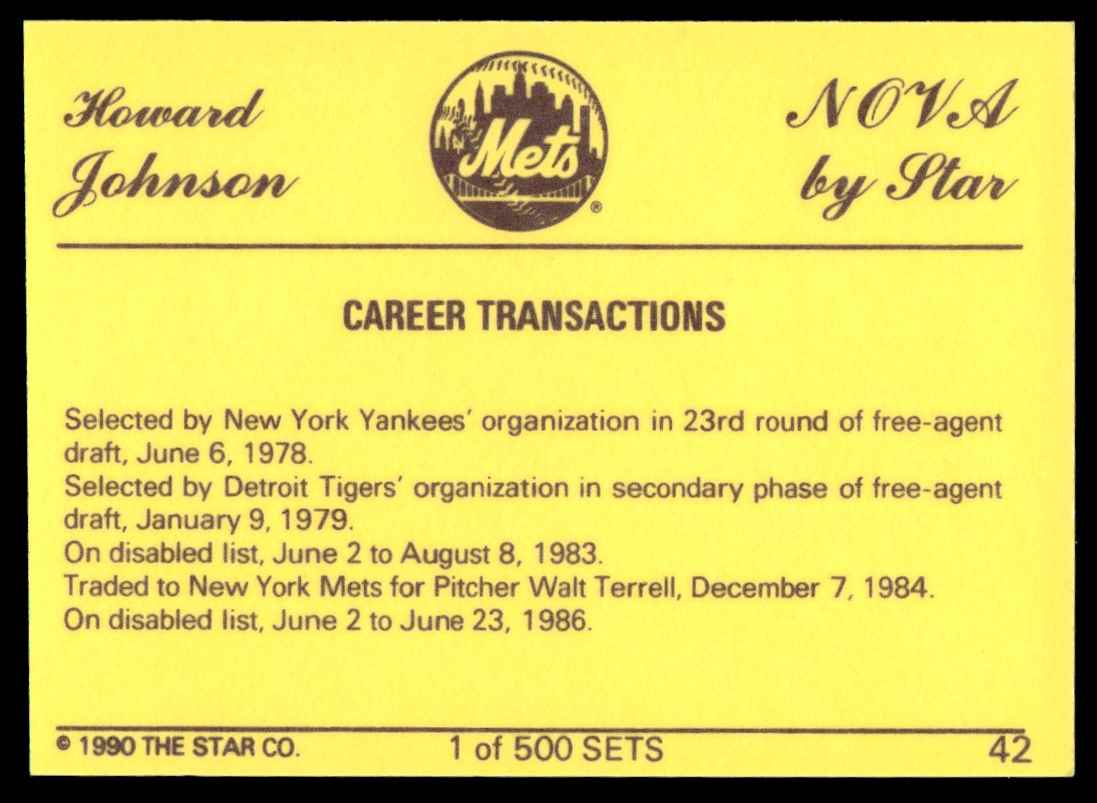 Howard
Johnson
Mets
®
NOVA
by Star
CAREER TRANSACTIONS
Selected by New York Yankees' organization in 23rd round of free-agent
draft, June 6, 1978.
Selected by Detroit Tigers' organization in secondary phase of free-agent
draft, January 9, 1979.
On disabled list, June 2 to August 8, 1983.
Traded to New York Mets for Pitcher Walt Terrell, December 7, 1984.
On disabled list, June 2 to June 23, 1986.
© 1990 THE STAR CO.
1 of 500 SETS
42